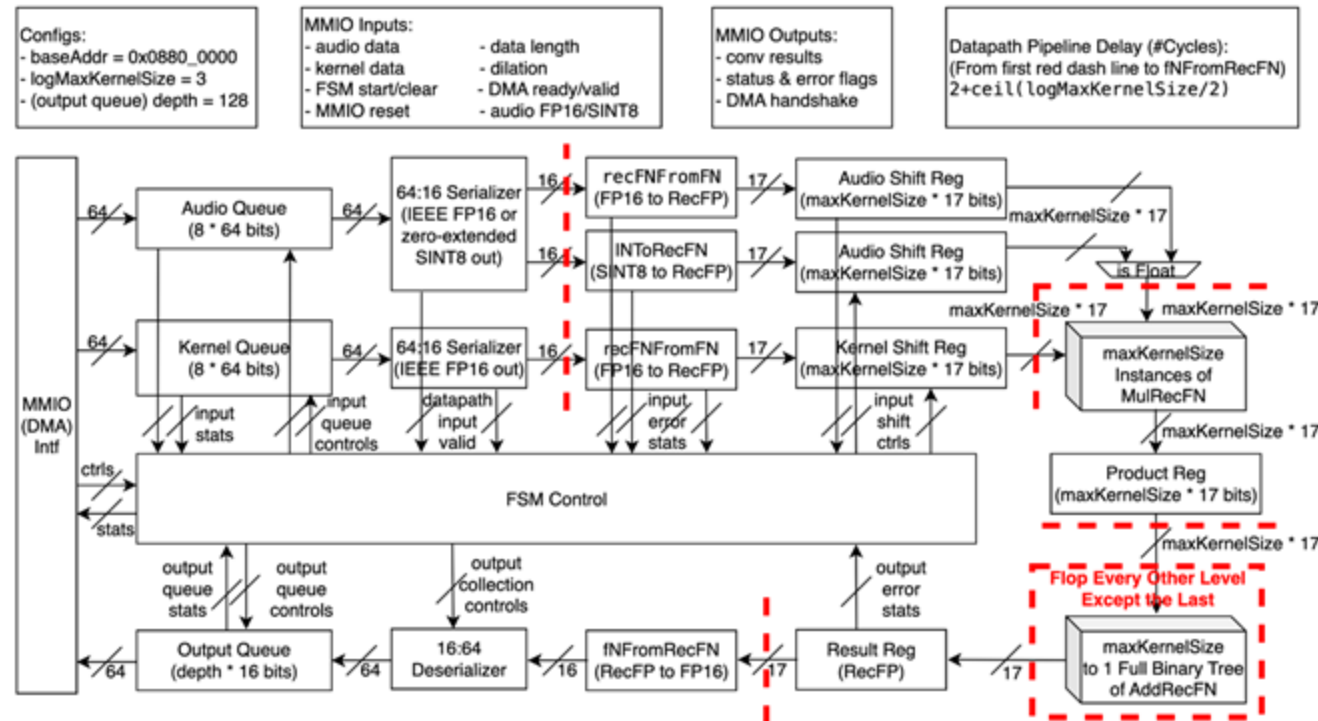 Configs:
- baseAddr = 0x0880_0000
- logMaxKernelSize = 3
- (output queue) depth = 128
MMIO Inputs:
- audio data
- kernel data
- FSM start/clear
- MMIO reset
- data length
- dilation
- DMA ready/valid
- audio FP16/SINT8
MMIO Outputs:
- conv results
- status & error flags
- DMA handshake
Datapath Pipeline Delay (#Cycles):
(From first red dash line to fNFromRecFN)
2+ceil(logMaxKernelSize/2)
MMIO
(DMA)
Intf
64
Audio Queue
(8 * 64 bits)
64
64:16 Serializer
(IEEE FP16 or
zero-extended
SINT8 out)
16
recFNFromFN
(FP16 to RecFP)
17
Audio Shift Reg
(maxKernelSize * 17 bits)
maxKernelSize * 17
16
INToRecFN
(SINT8 to RecFP)
17
Audio Shift Reg
(maxKernelSize * 17 bits)
is Float
maxKernelSize * 17
maxKernelSize * 17
64
Kernel Queue
(8 * 64 bits)
64
64:16 Serializer
(IEEE FP16 out)
16
recFNFromFN
(FP16 to RecFP)
17
Kernel Shift Reg
(maxKernelSize * 17 bits)
maxKernelSize
Instances of
MulRecFN
input
stats
input
queue
controls
datapath
input
valid
input
error
stats
input
shift
ctrls
maxKernelSize * 17
ctrls
stats
FSM Control
Product Reg
(maxKernelSize * 17 bits)
maxKernelSize * 17
output
queue
stats
output
queue
controls
output
collection
controls
output
error
stats
Flop Every Other Level
Except the Last
64
Output Queue
(depth * 16 bits)
64
16:64
Deserializer
16
fNFromRecFN
(RecFP to FP16)
17
Result Reg
(RecFP)
17
maxKernelSize
to 1 Full Binary Tree
of AddRecFN